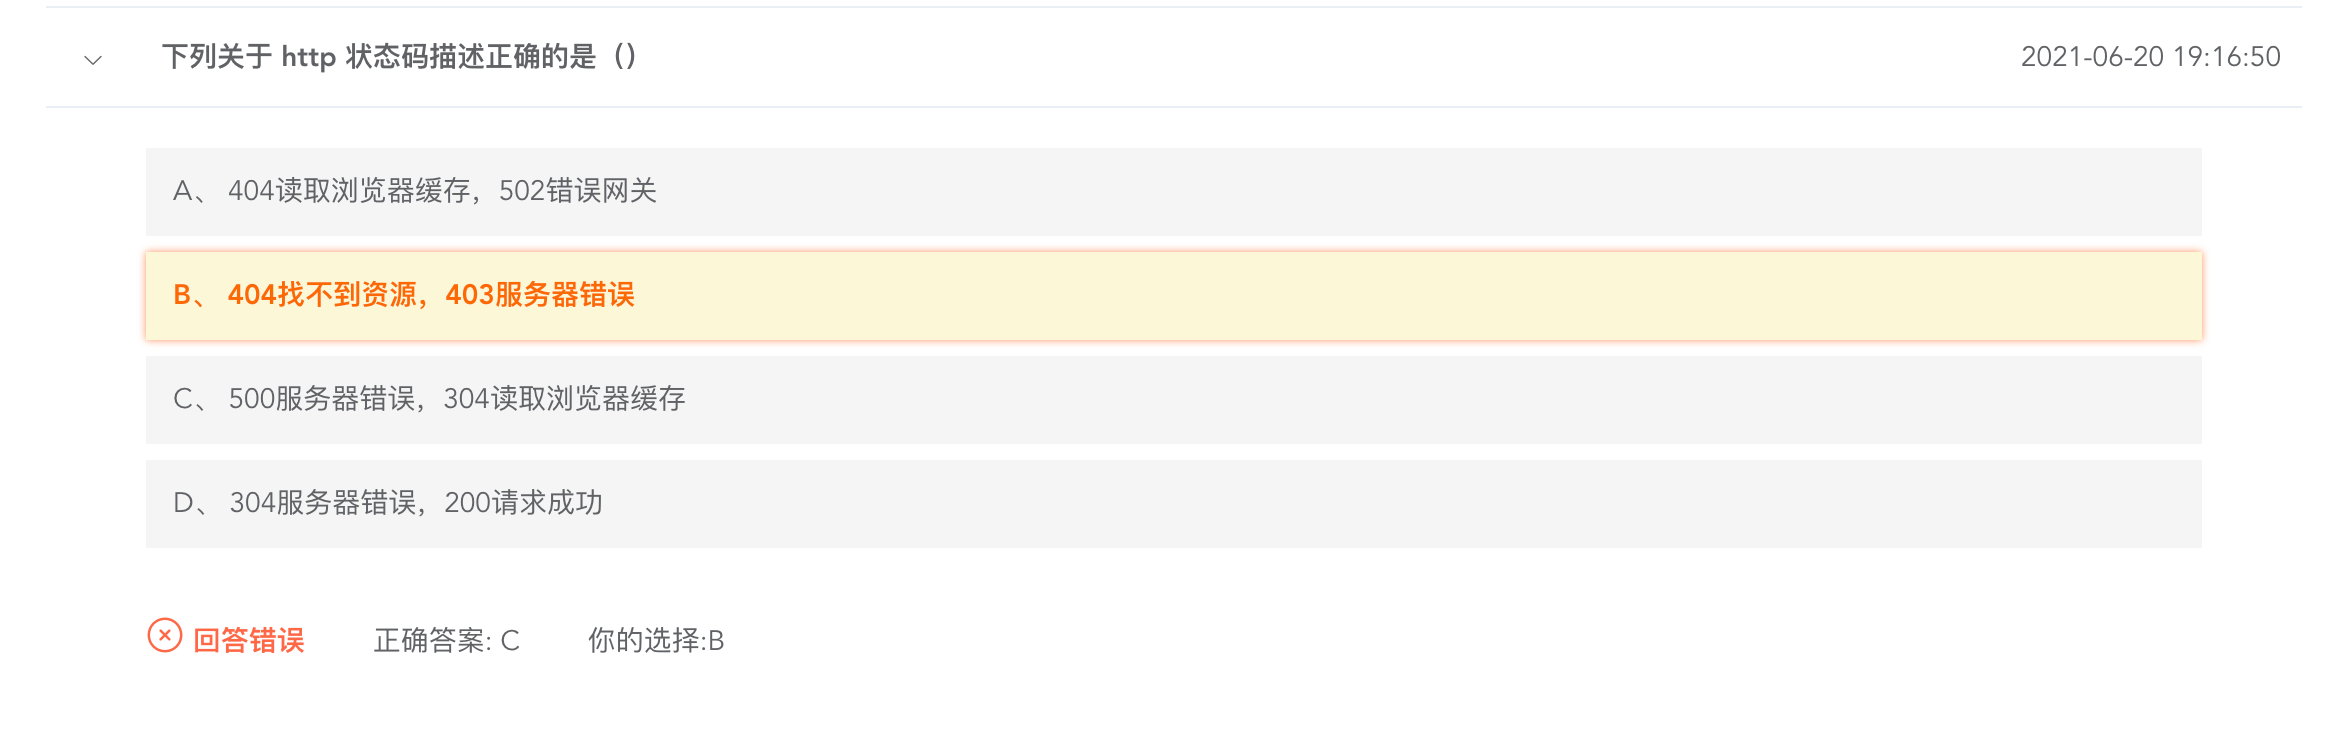 下列关于 http 状态码描述正确的是（） 2021-06-20 19:16:50
A、 404读取浏览器缓存，502错误网关
B、 404找不到资源，403服务器错误
C、 500服务器错误，304读取浏览器缓存
D、 304服务器错误，200请求成功
回答错误 正确答案: C 你的选择:B